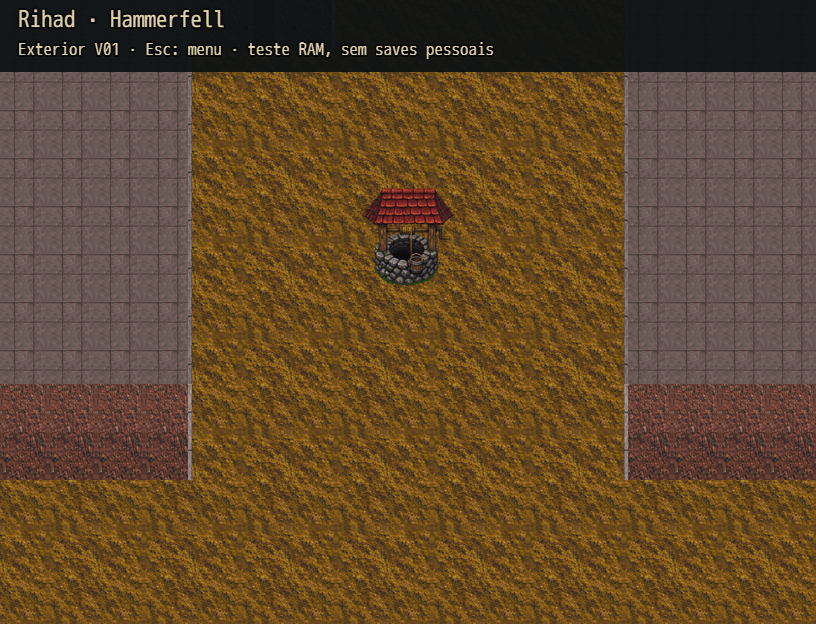 Rihad · Hammerfell
Exterior V01 · Esc: menu · teste RAM, sem saves pessoais